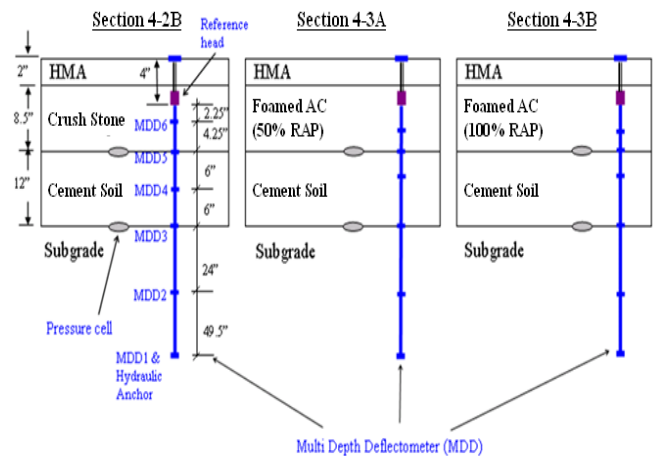 Section 4-2B
Reference
head
Section 4-3A
Section 4-3B
2"
HMA
4"
HMA
HMA
8.5"
Crush Stone
2.25"
MDD6
4.25"
Foamed AC
(50% RAP)
Foamed AC
(100% RAP)
MDD5
12"
Cement Soil
6"
MDD4
6"
Cement Soil
Cement Soil
MDD3
Subgrade
Subgrade
Subgrade
24"
MDD2
Pressure cell
49.5"
MDD1 &
Hydraulic
Anchor
Multi Depth Deflectometer (MDD)